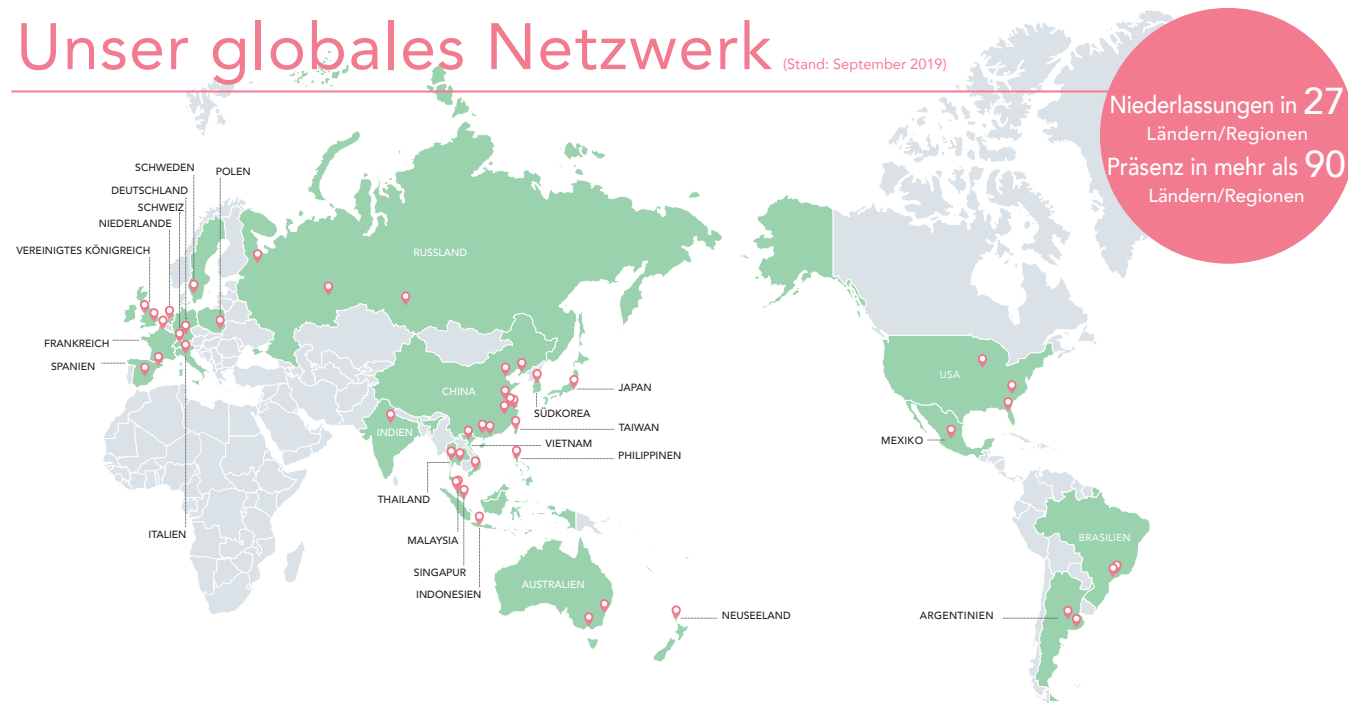 Unser globales Netzwerk (Stand: September 2019)
Niederlassungen in 27
Ländern/Regionen
Präsenz in mehr als 90
Ländern/Regionen
SCHWEDEN
POLEN
DEUTSCHLAND
SCHWEIZ
NIEDERLANDE
VEREINIGTES KÖNIGREICH
RUSSLAND
FRANKREICH
SPANIEN
USA
CHINA
JAPAN
SÜDKOREA
TAIWAN
INDIEN
MEXIKO
VIETNAM
PHILIPPINEN
THAILAND
ITALIEN
MALAYSIA
BRASILIEN
SINGAPUR
AUSTRALIEN
INDONESIEN
NEUSEELAND
ARGENTINIEN